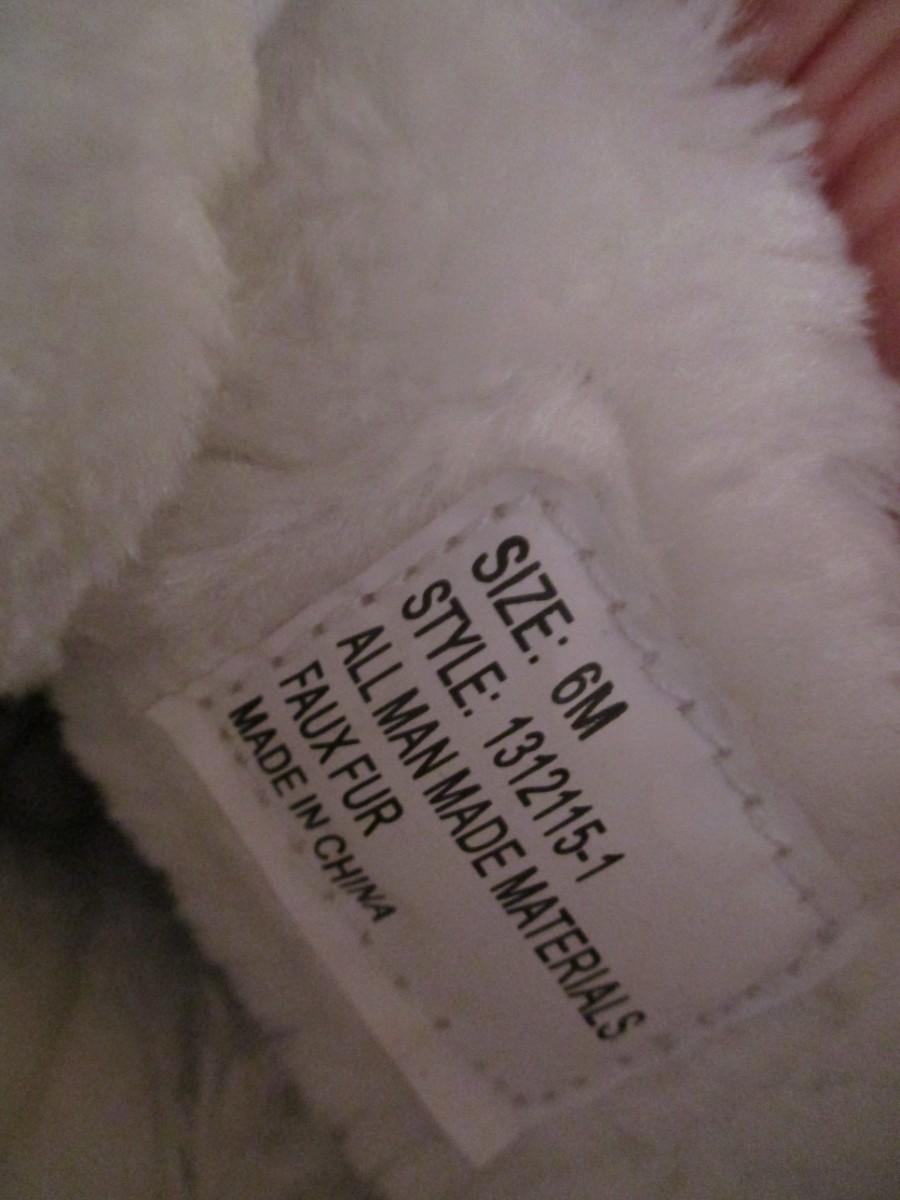 SIZE: 6M
STYLE: 1312115-1
ALL MAN MADE MATERIALS
FAUX FUR
MADE IN CHINA